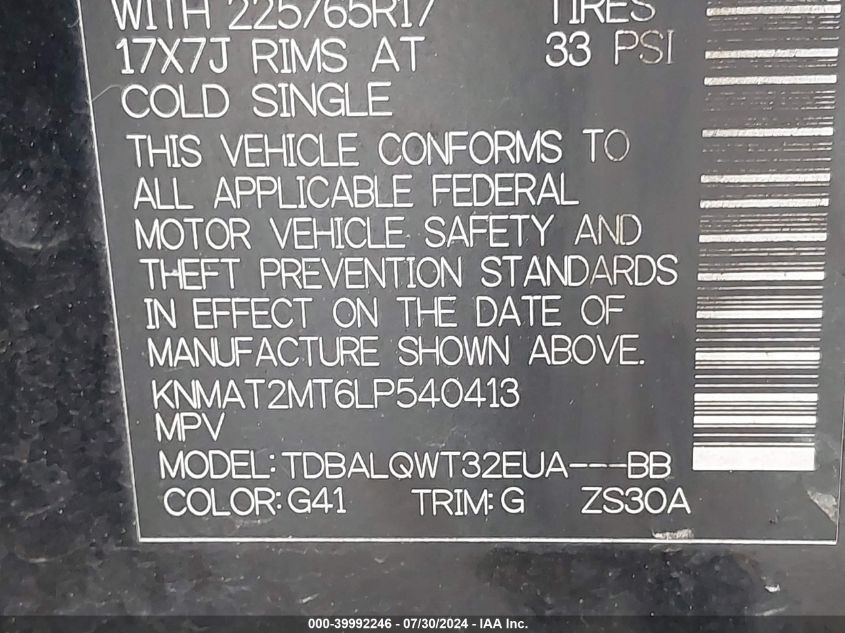 WITH 225/65R17 TIRES
17X7J RIMS AT 33 PSI
COLD SINGLE
THIS VEHICLE CONFORMS TO
ALL APPLICABLE FEDERAL
MOTOR VEHICLE SAFETY AND
THEFT PREVENTION STANDARDS
IN EFFECT ON THE DATE OF
MANUFACTURE SHOWN ABOVE.
KNMAT2MT6LP540413
MPV
MODEL: TDBALQWT32EUA---BB
COLOR: G41 TRIM: G ZS30A
000-39992246 - 07/30/2024 - IAA Inc.